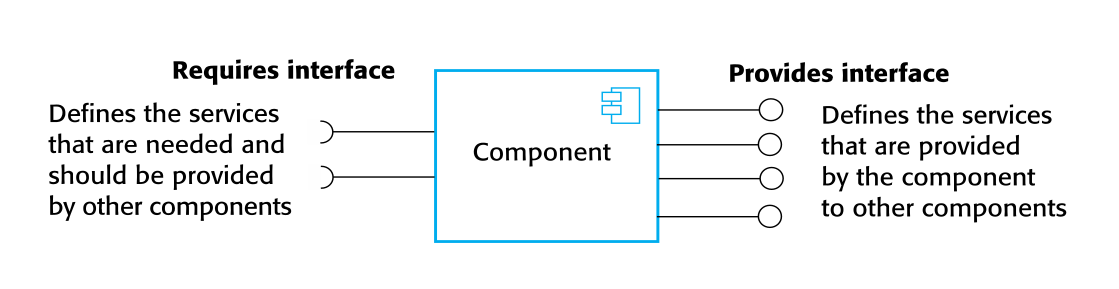 Requires interface
Defines the services
that are needed and
should be provided
by other components
Component
Provides interface
Defines the services
that are provided
by the component
to other components